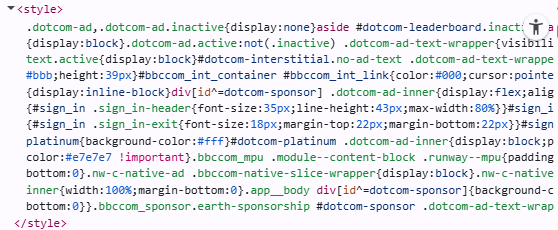 <style>
.dotcom-ad,.dotcom-ad.inactive{display:none}aside #dotcom-leaderboard.inactive
{display:block}.dotcom-ad.active:not(.inactive) .dotcom-ad-text-wrapper{visibili
text.active{display:block}#dotcom-interstitial.no-ad-text .dotcom-ad-text-wrappe
#bbb;height:39px}#bbccom_int_container #bbccom_int_link{color:#000;cursor:pointe
{display:inline-block}div[id^=dotcom-sponsor] .dotcom-ad-inner{display:flex;alig
{#sign_in .sign-in-header{font-size:35px;line-height:43px;max-width:80%}}#sign_i
{#sign_in .sign-in-exit{font-size:18px;margin-top:22px;margin-bottom:22px}}#sign
platinum{background-color:#fff}#dotcom-platinum .dotcom-ad-inner{display:block;p
color:#e7e7e7 !important}.bbccom_mpu .module--content-block .runway--mpu{padding
bottom:0}.nw-c-native-ad .bbccom-native-slice-wrapper{display:block}.nw-c-native
inner{width:100%;margin-bottom:0}.app__body div[id^=dotcom-sponsor]{background-c
bottom:0}}.bbccom_sponsor.earth-sponsorship #dotcom-sponsor .dotcom-ad-text-wrap
</style>